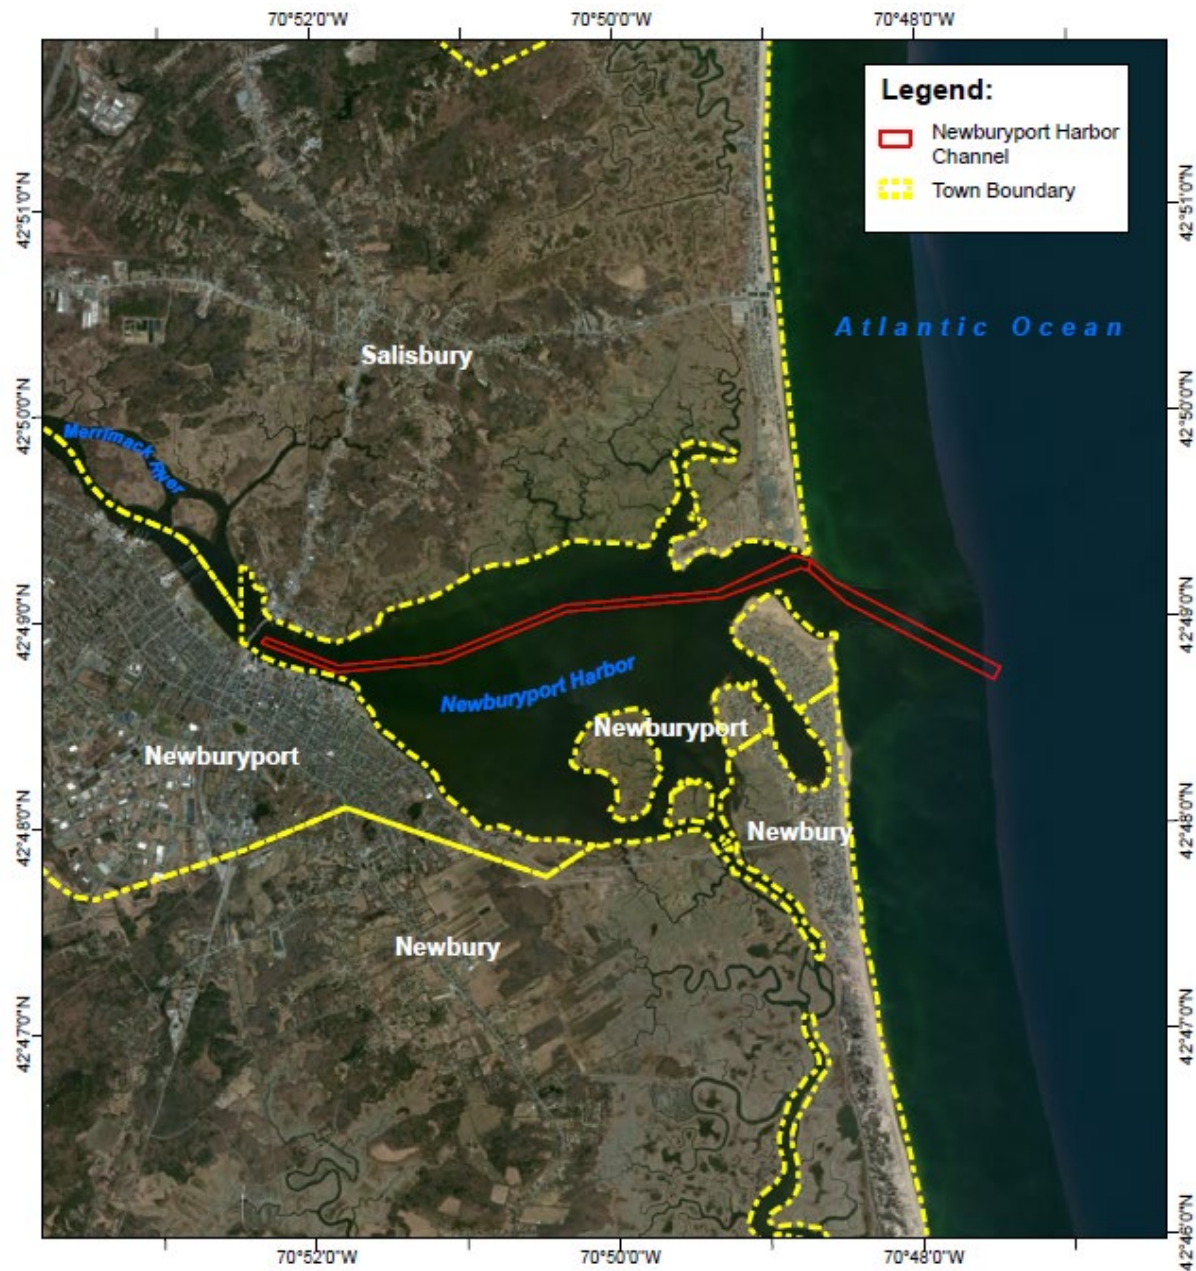 70°52'0"W
70°50'0"W
70°48'0"W
Legend:
Newburyport Harbor
Channel
Town Boundary
42°51'0"N
42°51'0"N
Atlantic Ocean
Salisbury
42°50'0"N
42°50'0"N
Merrimack River
42°49'0"N
42°49'0"N
Newburyport Harbor
Newburyport
Newburyport
42°48'0"N
42°48'0"N
Newbury
Newbury
42°47'0"N
42°47'0"N
42°46'0"N
70°52'0"W
70°50'0"W
70°48'0"W